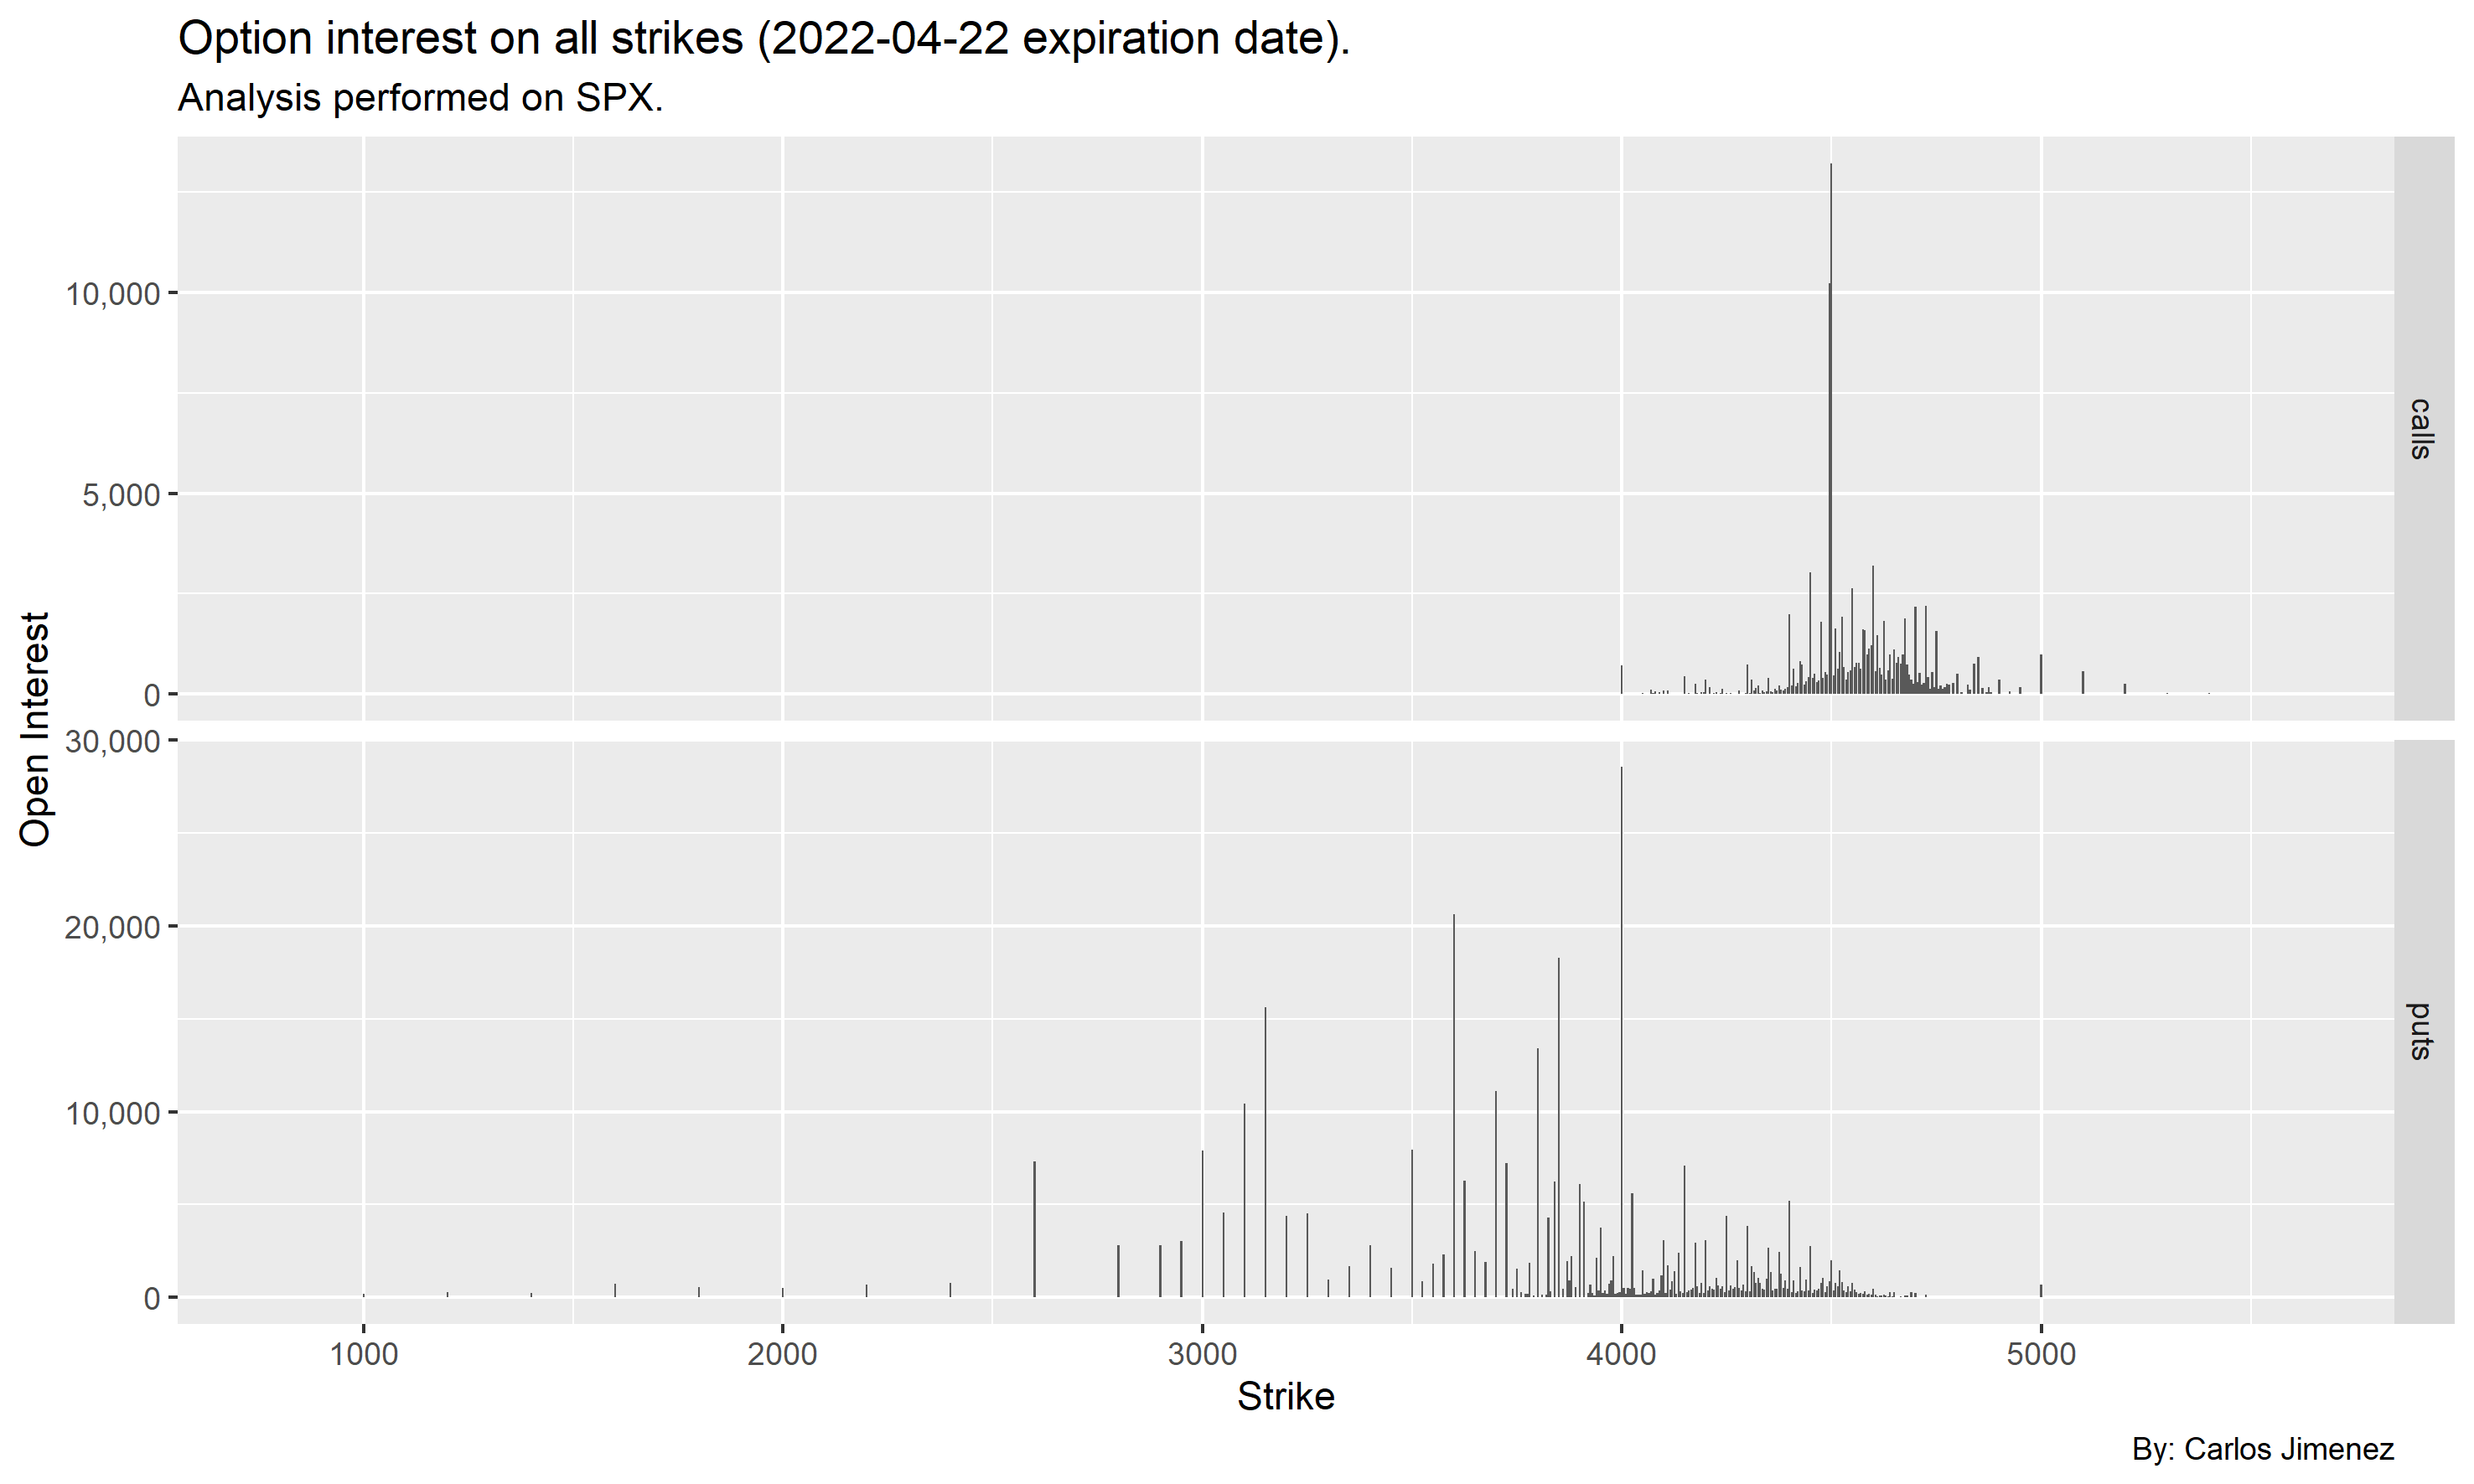 Option interest on all strikes (2022-04-22 expiration date).
Analysis performed on SPX.
Open Interest
10,000
5,000
0
calls
30,000
20,000
10,000
0
puts
1000 2000 3000 4000 5000
Strike
By: Carlos Jimenez